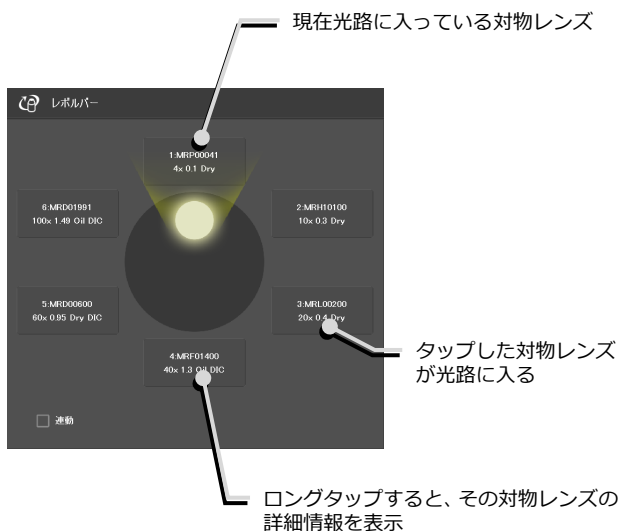 現在光路に入っている対物レンズ
レボルバー
1:MRP00041
4x 0.1 Dry
6:MRD01991
100x 1.49 Oil DIC
2:MRH10100
10x 0.3 Dry
5:MRD00600
60x 0.95 Dry DIC
3:MRL00200
20x 0.4 Dry
4:MRF01400
40x 1.3 Oil DIC
連動
タップした対物レンズ
が光路に入る
ロングタップすると、その対物レンズの
詳細情報を表示